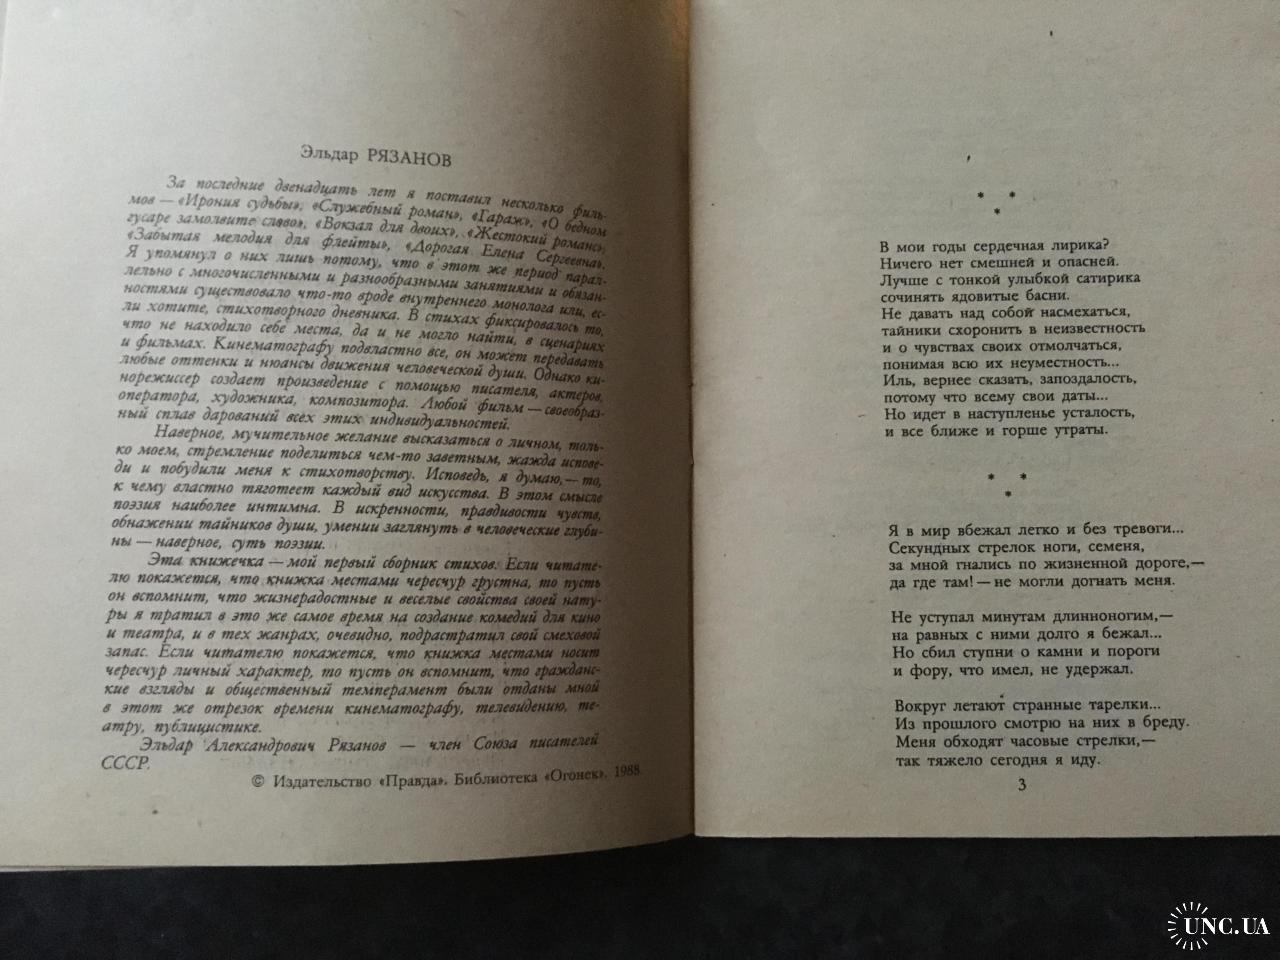 Эльдар РЯЗАНОВ
За последние двенадцать лет я поставил несколько филь-
мов — «Ирония судьбы», «Служебный роман», «Гараж», «О бедном
гусаре замолвите слово», «Вокзал для двоих», «Жестокий романс»,
«Забытая мелодия для флейты», «Дорогая Елена Сергеевна».
Я упомянул о них лишь потому, что в этот же период парал-
лельно с многочисленными и разнообразными занятиями и обязан-
ностями существовало что-то вроде внутреннего монолога или, ес-
ли хотите, стихотворного дневника. В стихах фиксировалось то,
что не находило себе места, да и не могло найти, в сценариях
и фильмах. Кинематографу подвластно все, он может передавать
любые оттенки и нюансы движения человеческой души. Однако ки-
норежиссер создает произведение с помощью писателя, актеров,
оператора, художника, композитора. Любой фильм — своеобраз-
ный сплав дарований всех этих индивидуальностей.
Наверное, мучительное желание высказаться о личном, толь-
ко моем, стремление поделиться чем-то заветным, жажда испове-
ди и побудили меня к стихотворству. Исповедь, я думаю, — то,
к чему властно тяготеет каждый вид искусства. В этом смысле
поэзия наиболее интимна. В искренности, правдивости чувств,
обнажении тайников души, умении заглянуть в человеческие глуби-
ны — наверное, суть поэзии.
Эта книжечка — мой первый сборник стихов. Если читате-
лю покажется, что книжка местами чересчур грустна, то пусть
он вспомнит, что жизнерадостные и веселые свойства своей нату-
ры я тратил в это же самое время на создание комедий для кино
и театра, и в тех жанрах, очевидно, подрастратил свой смеховой
запас. Если читателю покажется, что книжка местами носит
чересчур личный характер, то пусть он вспомнит, что граждан-
ские взгляды и общественный темперамент были отданы мной
в этот же отрезок времени кинематографу, телевидению, те-
атру, публицистике.
Эльдар Александрович Рязанов — член Союза писателей
СССР.
© Издательство «Правда». Библиотека «Огонек». 1988
* *
*
В мои годы сердечная лирика?
Ничего нет смешней и опасней.
Лучше с тонкой улыбкой сатирика
сочинять ядовитые басни.
Не давать над собой насмехаться,
тайники схоронить в неизвестность
и о чувствах своих отмолчаться,
понимая всю их неуместность...
Иль, вернее сказать, запоздалость,
потому что всему свои даты...
Но идет в наступленье усталость,
и все ближе и горше утраты.
* *
*
Я в мир вбежал легко и без тревоги...
Секундных стрелок ноги, семеня,
за мной гнались по жизненной дороге,—
да где там! — не могли догнать меня.
Не уступал минутам длинноногим,—
на равных с ними долго я бежал...
Но сбил ступни о камни и пороги
и фору, что имел, не удержал.
Вокруг летают странные тарелки...
Из прошлого смотрю на них в бреду.
Меня обходят часовые стрелки,—
так тяжело сегодня я иду.
3
UNC.UA